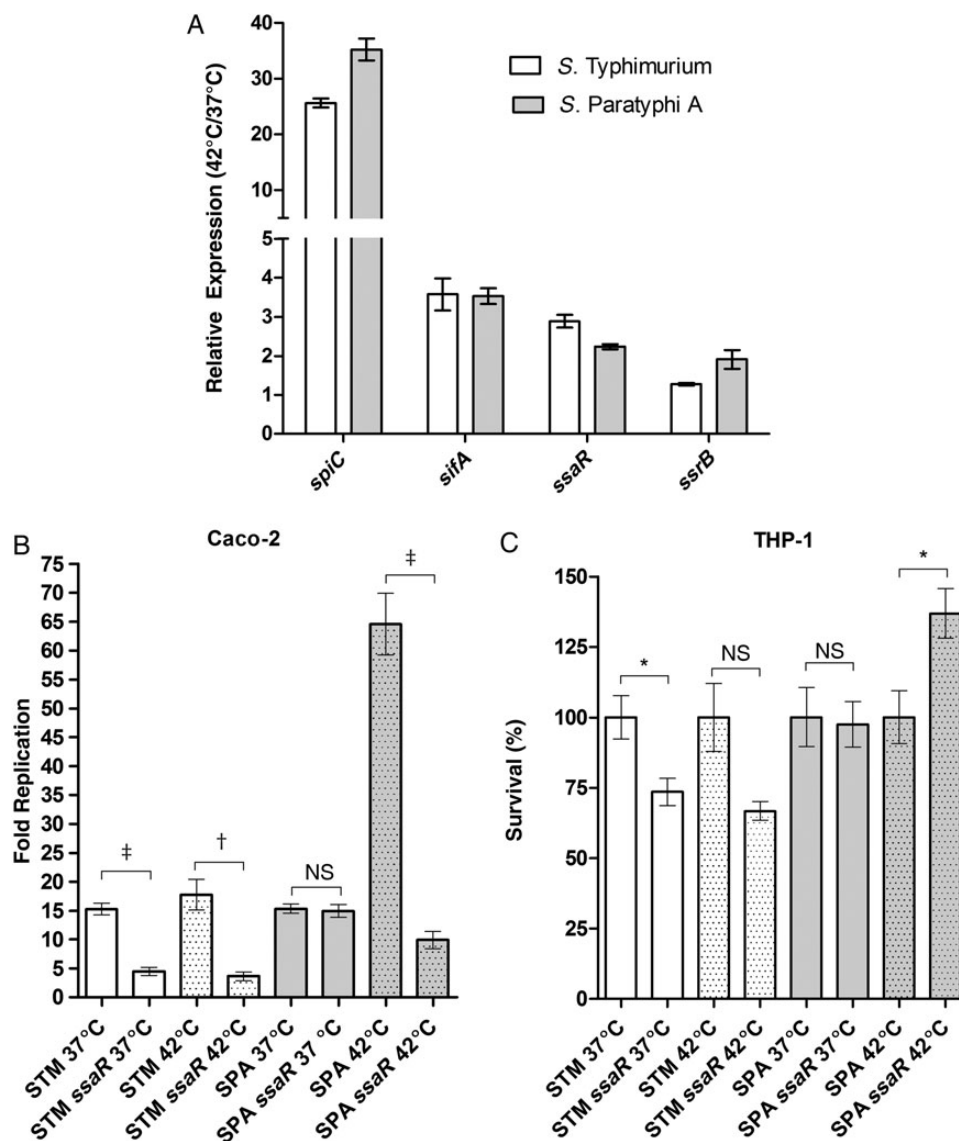 A
Relative Expression (42°C/37°C)
40
30
20
10
5
4
3
2
1
0
S. Typhimurium
S. Paratyphi A
spiC
sifA
ssaR
ssrB
B
Caco-2
Fold Replication
75
70
65
60
55
50
45
40
35
30
25
20
15
10
5
0
‡
†
NS
‡
STM 37°C
STM ssaR 37°C
STM 42°C
STM ssaR 42°C
SPA 37°C
SPA ssaR 37°C
SPA 42°C
SPA ssaR 42°C
C
THP-1
Survival (%)
150
125
100
75
50
25
0
*
NS
NS
*
STM 37°C
STM ssaR 37°C
STM 42°C
STM ssaR 42°C
SPA 37°C
SPA ssaR 37°C
SPA 42°C
SPA ssaR 42°C